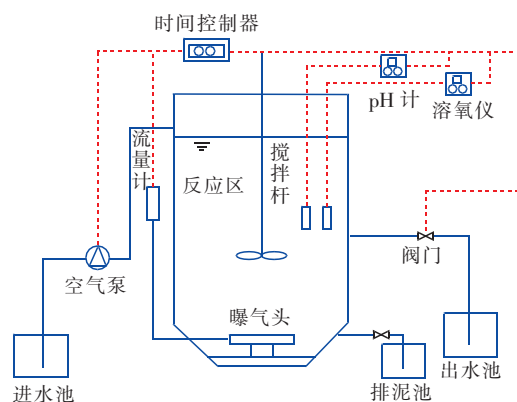 时间控制器
pH 计
溶氧仪
流量计
搅拌杆
反应区
阀门
空气泵
曝气头
进水池
排泥池
出水池